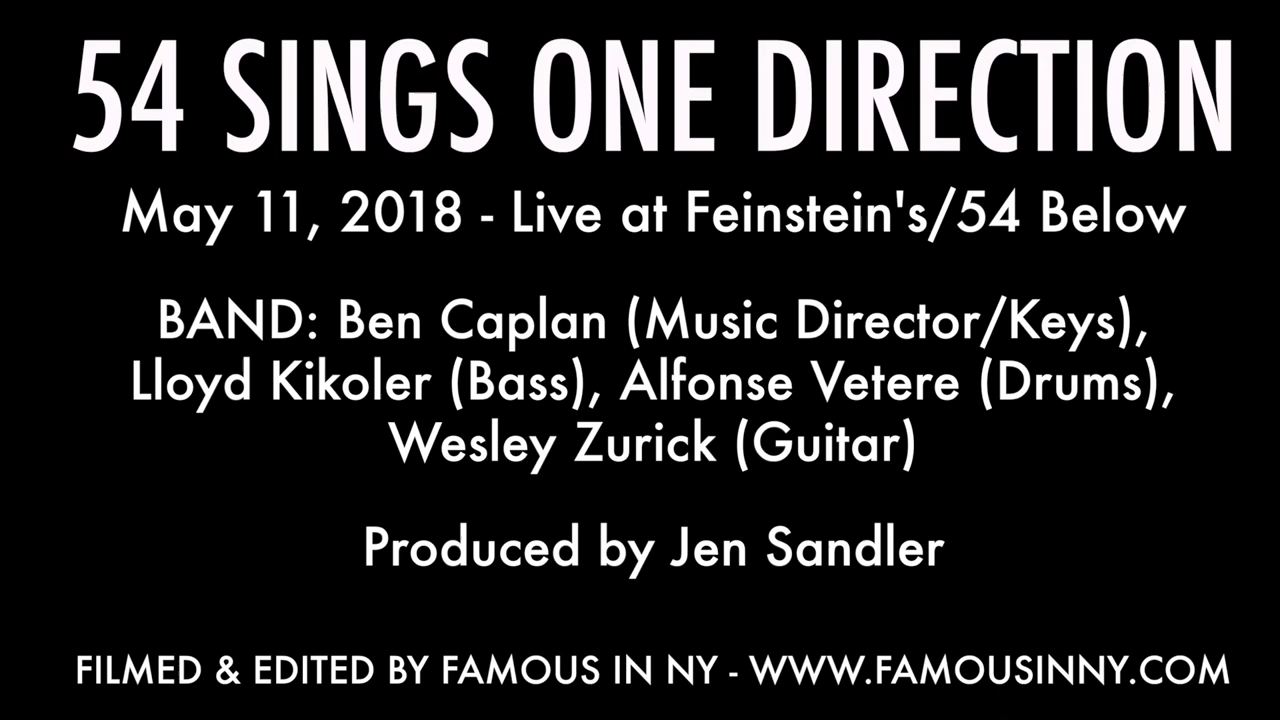 54 SINGS ONE DIRECTION
May 11, 2018 - Live at Feinstein's/54 Below
BAND: Ben Caplan (Music Director/Keys),
Lloyd Kikoler (Bass), Alfonse Vetere (Drums),
Wesley Zurick (Guitar)
Produced by Jen Sandler
FILMED & EDITED BY FAMOUS IN NY - WWW.FAMOUSINNY.COM